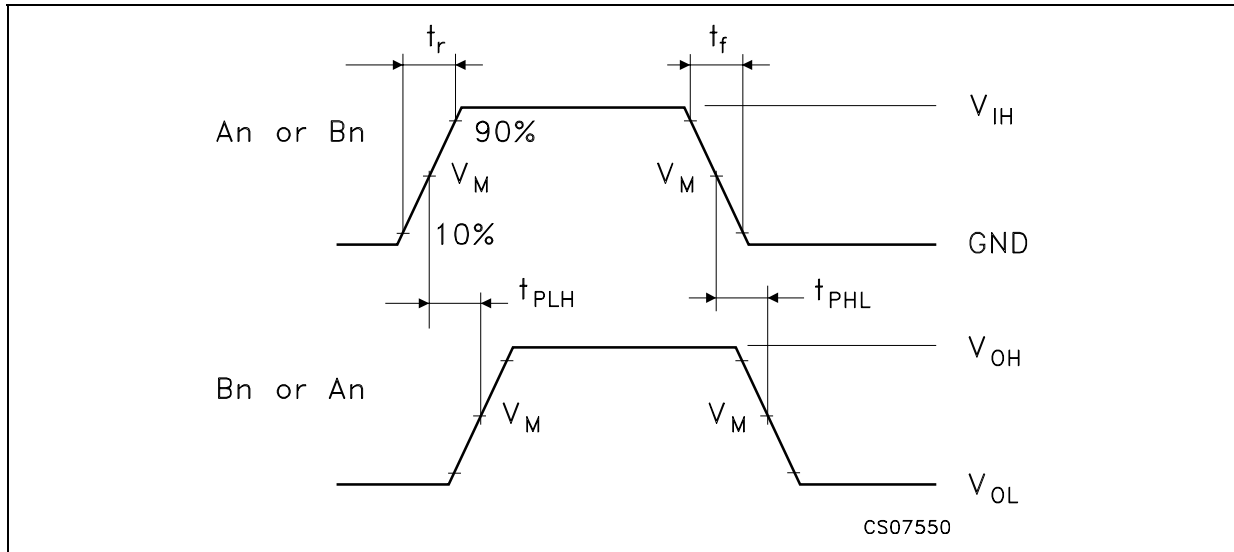 tr tf
VIH
An or Bn 90%
VM VM
10% GND
tPLH tPHL
VOH
Bn or An
VM VM
VOL
CS07550